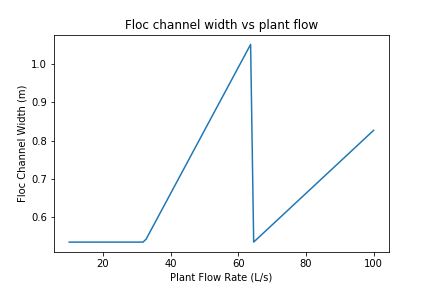 Floc channel width vs plant flow
Floc Channel Width (m)
1.0
0.9
0.8
0.7
0.6
20 40 60 80 100
Plant Flow Rate (L/s)